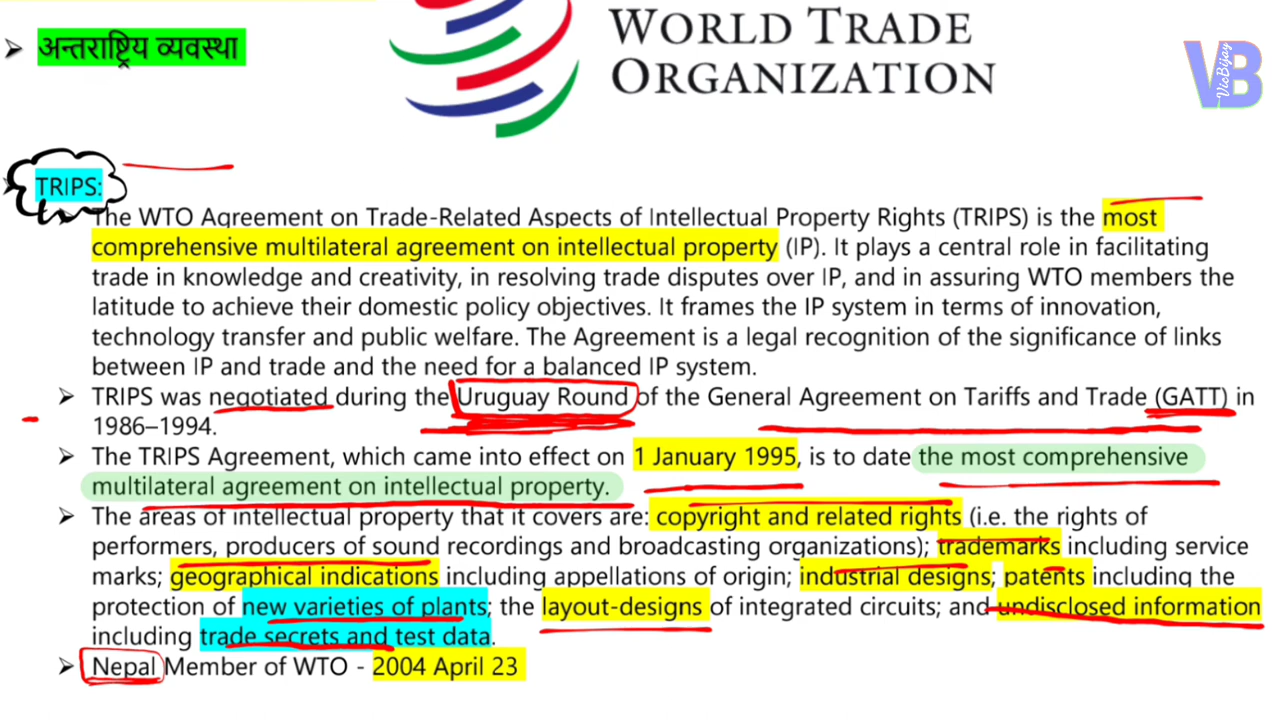 WORLD TRADE
ORGANIZATION
VB
VicBijay
➢ अन्तराष्ट्रिय व्यवस्था
TRIPS:
The WTO Agreement on Trade-Related Aspects of Intellectual Property Rights (TRIPS) is the most
comprehensive multilateral agreement on intellectual property (IP). It plays a central role in facilitating
trade in knowledge and creativity, in resolving trade disputes over IP, and in assuring WTO members the
latitude to achieve their domestic policy objectives. It frames the IP system in terms of innovation,
technology transfer and public welfare. The Agreement is a legal recognition of the significance of links
between IP and trade and the need for a balanced IP system.
➢ TRIPS was negotiated during the Uruguay Round of the General Agreement on Tariffs and Trade (GATT) in
1986–1994.
➢ The TRIPS Agreement, which came into effect on 1 January 1995, is to date the most comprehensive
multilateral agreement on intellectual property.
➢ The areas of intellectual property that it covers are: copyright and related rights (i.e. the rights of
performers, producers of sound recordings and broadcasting organizations); trademarks including service
marks; geographical indications including appellations of origin; industrial designs; patents including the
protection of new varieties of plants; the layout-designs of integrated circuits; and undisclosed information
including trade secrets and test data.
➢ Nepal Member of WTO - 2004 April 23